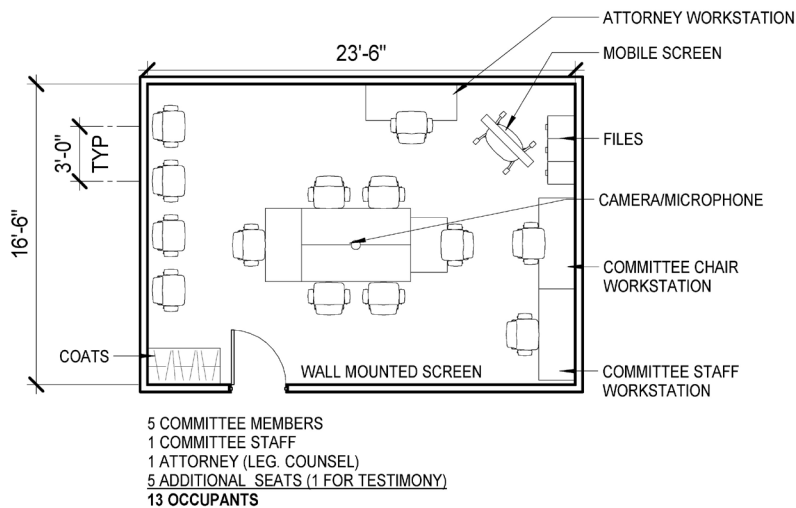 ATTORNEY WORKSTATION
23'-6"
MOBILE SCREEN
3'-0"
TYP
FILES
CAMERA/MICROPHONE
16'-6"
COMMITTEE CHAIR
WORKSTATION
COATS
WALL MOUNTED SCREEN
COMMITTEE STAFF
WORKSTATION
5 COMMITTEE MEMBERS
1 COMMITTEE STAFF
1 ATTORNEY (LEG. COUNSEL)
5 ADDITIONAL SEATS (1 FOR TESTIMONY)
13 OCCUPANTS